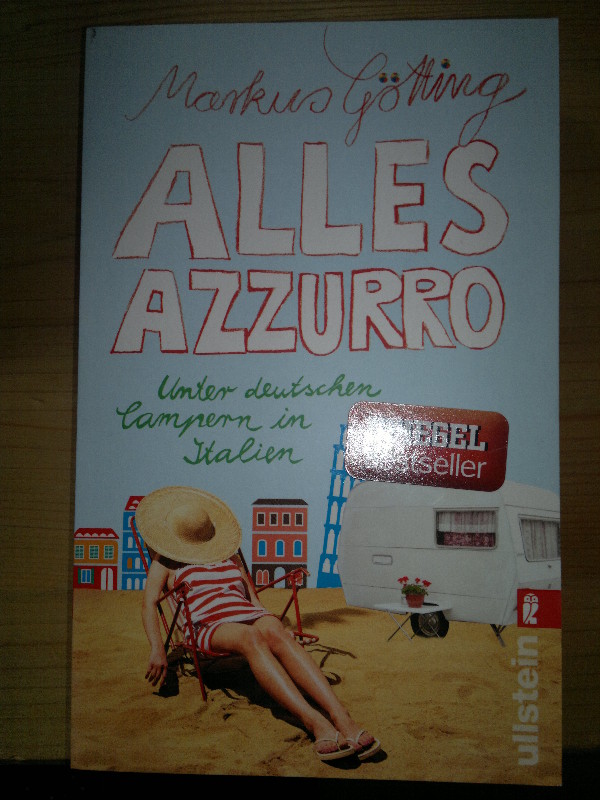 Markus Götting
ALLES
AZZURRO
Unter deutschen
Campern in
Italien
SPIEGEL
Bestseller
ullstein